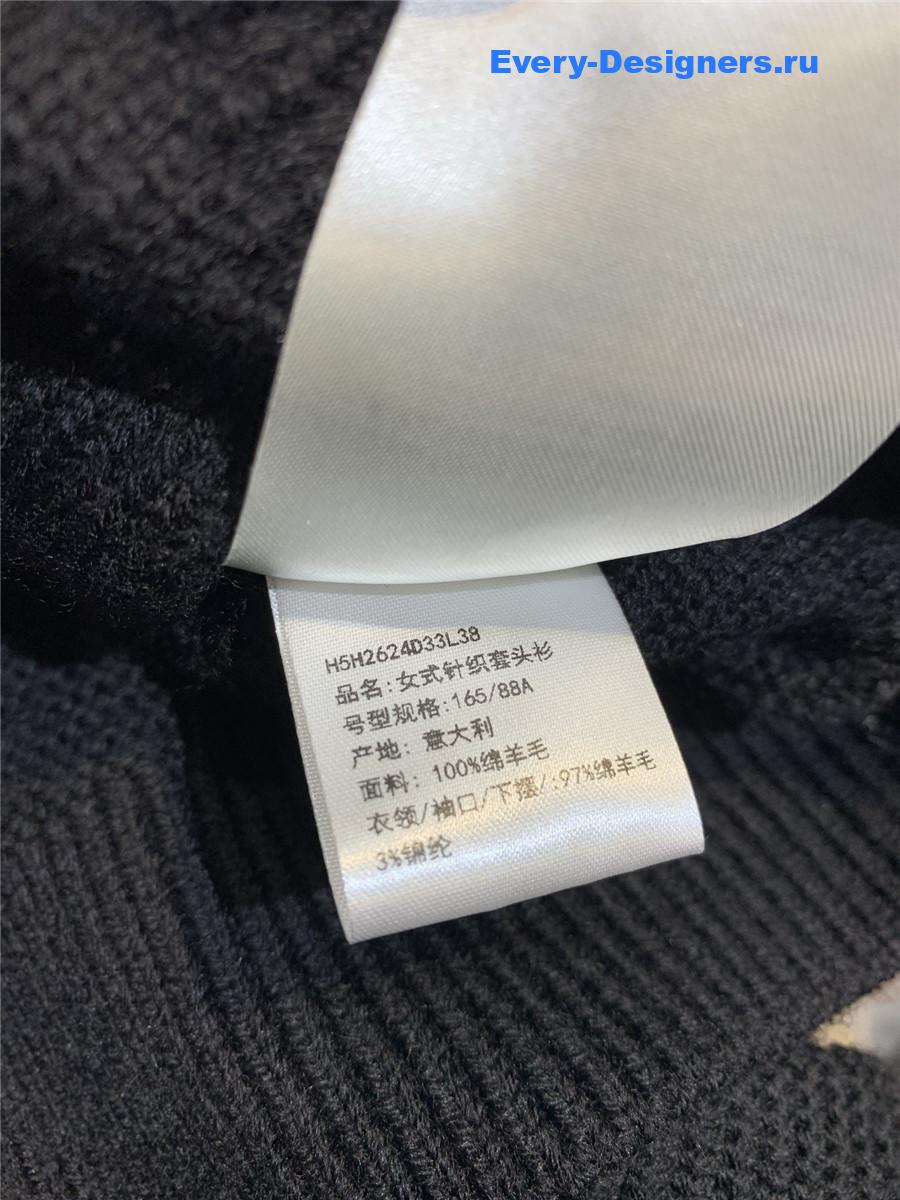 Every-Designers.ru
H5H2624D33L38
品名:女式针织套头衫
号型规格:165/88A
产地: 意大利
面料: 100%绵羊毛
衣领/袖口/下摆/:97%绵羊毛
3%锦纶